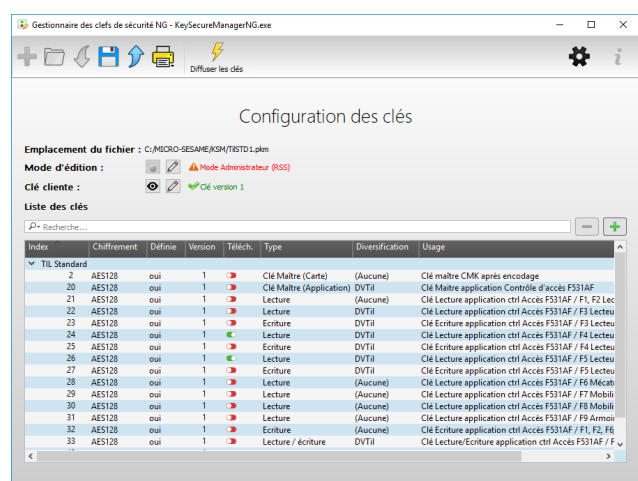 Gestionnaire des clefs de sécurité NG - KeySecureManagerNG.exe
Diffuser les clés
Configuration des clés
Emplacement du fichier : C:/MICRO-SESAME/KSM/TilSTD1.pkm
Mode d'édition : Mode Administrateur (RSS)
Clé cliente : Clé version 1
Liste des clés
Recherche...
Index Chiffrement Définie Version Téléch. Type Diversification Usage
TIL Standard
2 AES128 oui 1 Clé Maître (Carte) (Aucune) Clé maître CMK après encodage
20 AES128 oui 1 Clé Maître (Application) DVTil Clé Maitre application Contrôle d'accès F531AF
21 AES128 oui 1 Lecture (Aucune) Clé Lecture application ctrl Accès F531AF / F1, F2 Lec
22 AES128 oui 1 Lecture DVTil Clé Lecture application ctrl Accès F531AF / F3 Lecteu
23 AES128 oui 1 Ecriture DVTil Clé Ecriture application ctrl Accès F531AF / F3 Lecteu
24 AES128 oui 1 Lecture DVTil Clé Lecture application ctrl Accès F531AF / F4 Lecteu
25 AES128 oui 1 Ecriture DVTil Clé Ecriture application ctrl Accès F531AF / F4 Lecteu
26 AES128 oui 1 Lecture DVTil Clé Lecture application ctrl Accès F531AF / F5 Lecteu
27 AES128 oui 1 Ecriture DVTil Clé Ecriture application ctrl Accès F531AF / F5 Lecteu
28 AES128 oui 1 Lecture (Aucune) Clé Lecture application ctrl Accès F531AF / F6 Mécatr
29 AES128 oui 1 Lecture (Aucune) Clé Lecture application ctrl Accès F531AF / F7 Mobili
30 AES128 oui 1 Lecture (Aucune) Clé Lecture application ctrl Accès F531AF / F8 Mobili
31 AES128 oui 1 Lecture (Aucune) Clé Lecture application ctrl Accès F531AF / F9 Armoir
32 AES128 oui 1 Ecriture (Aucune) Clé Ecriture application ctrl Accès F531AF / F1, F2, F6,
33 AES128 oui 1 Lecture / écriture DVTil Clé Lecture/Ecriture application ctrl Accès F531AF / F